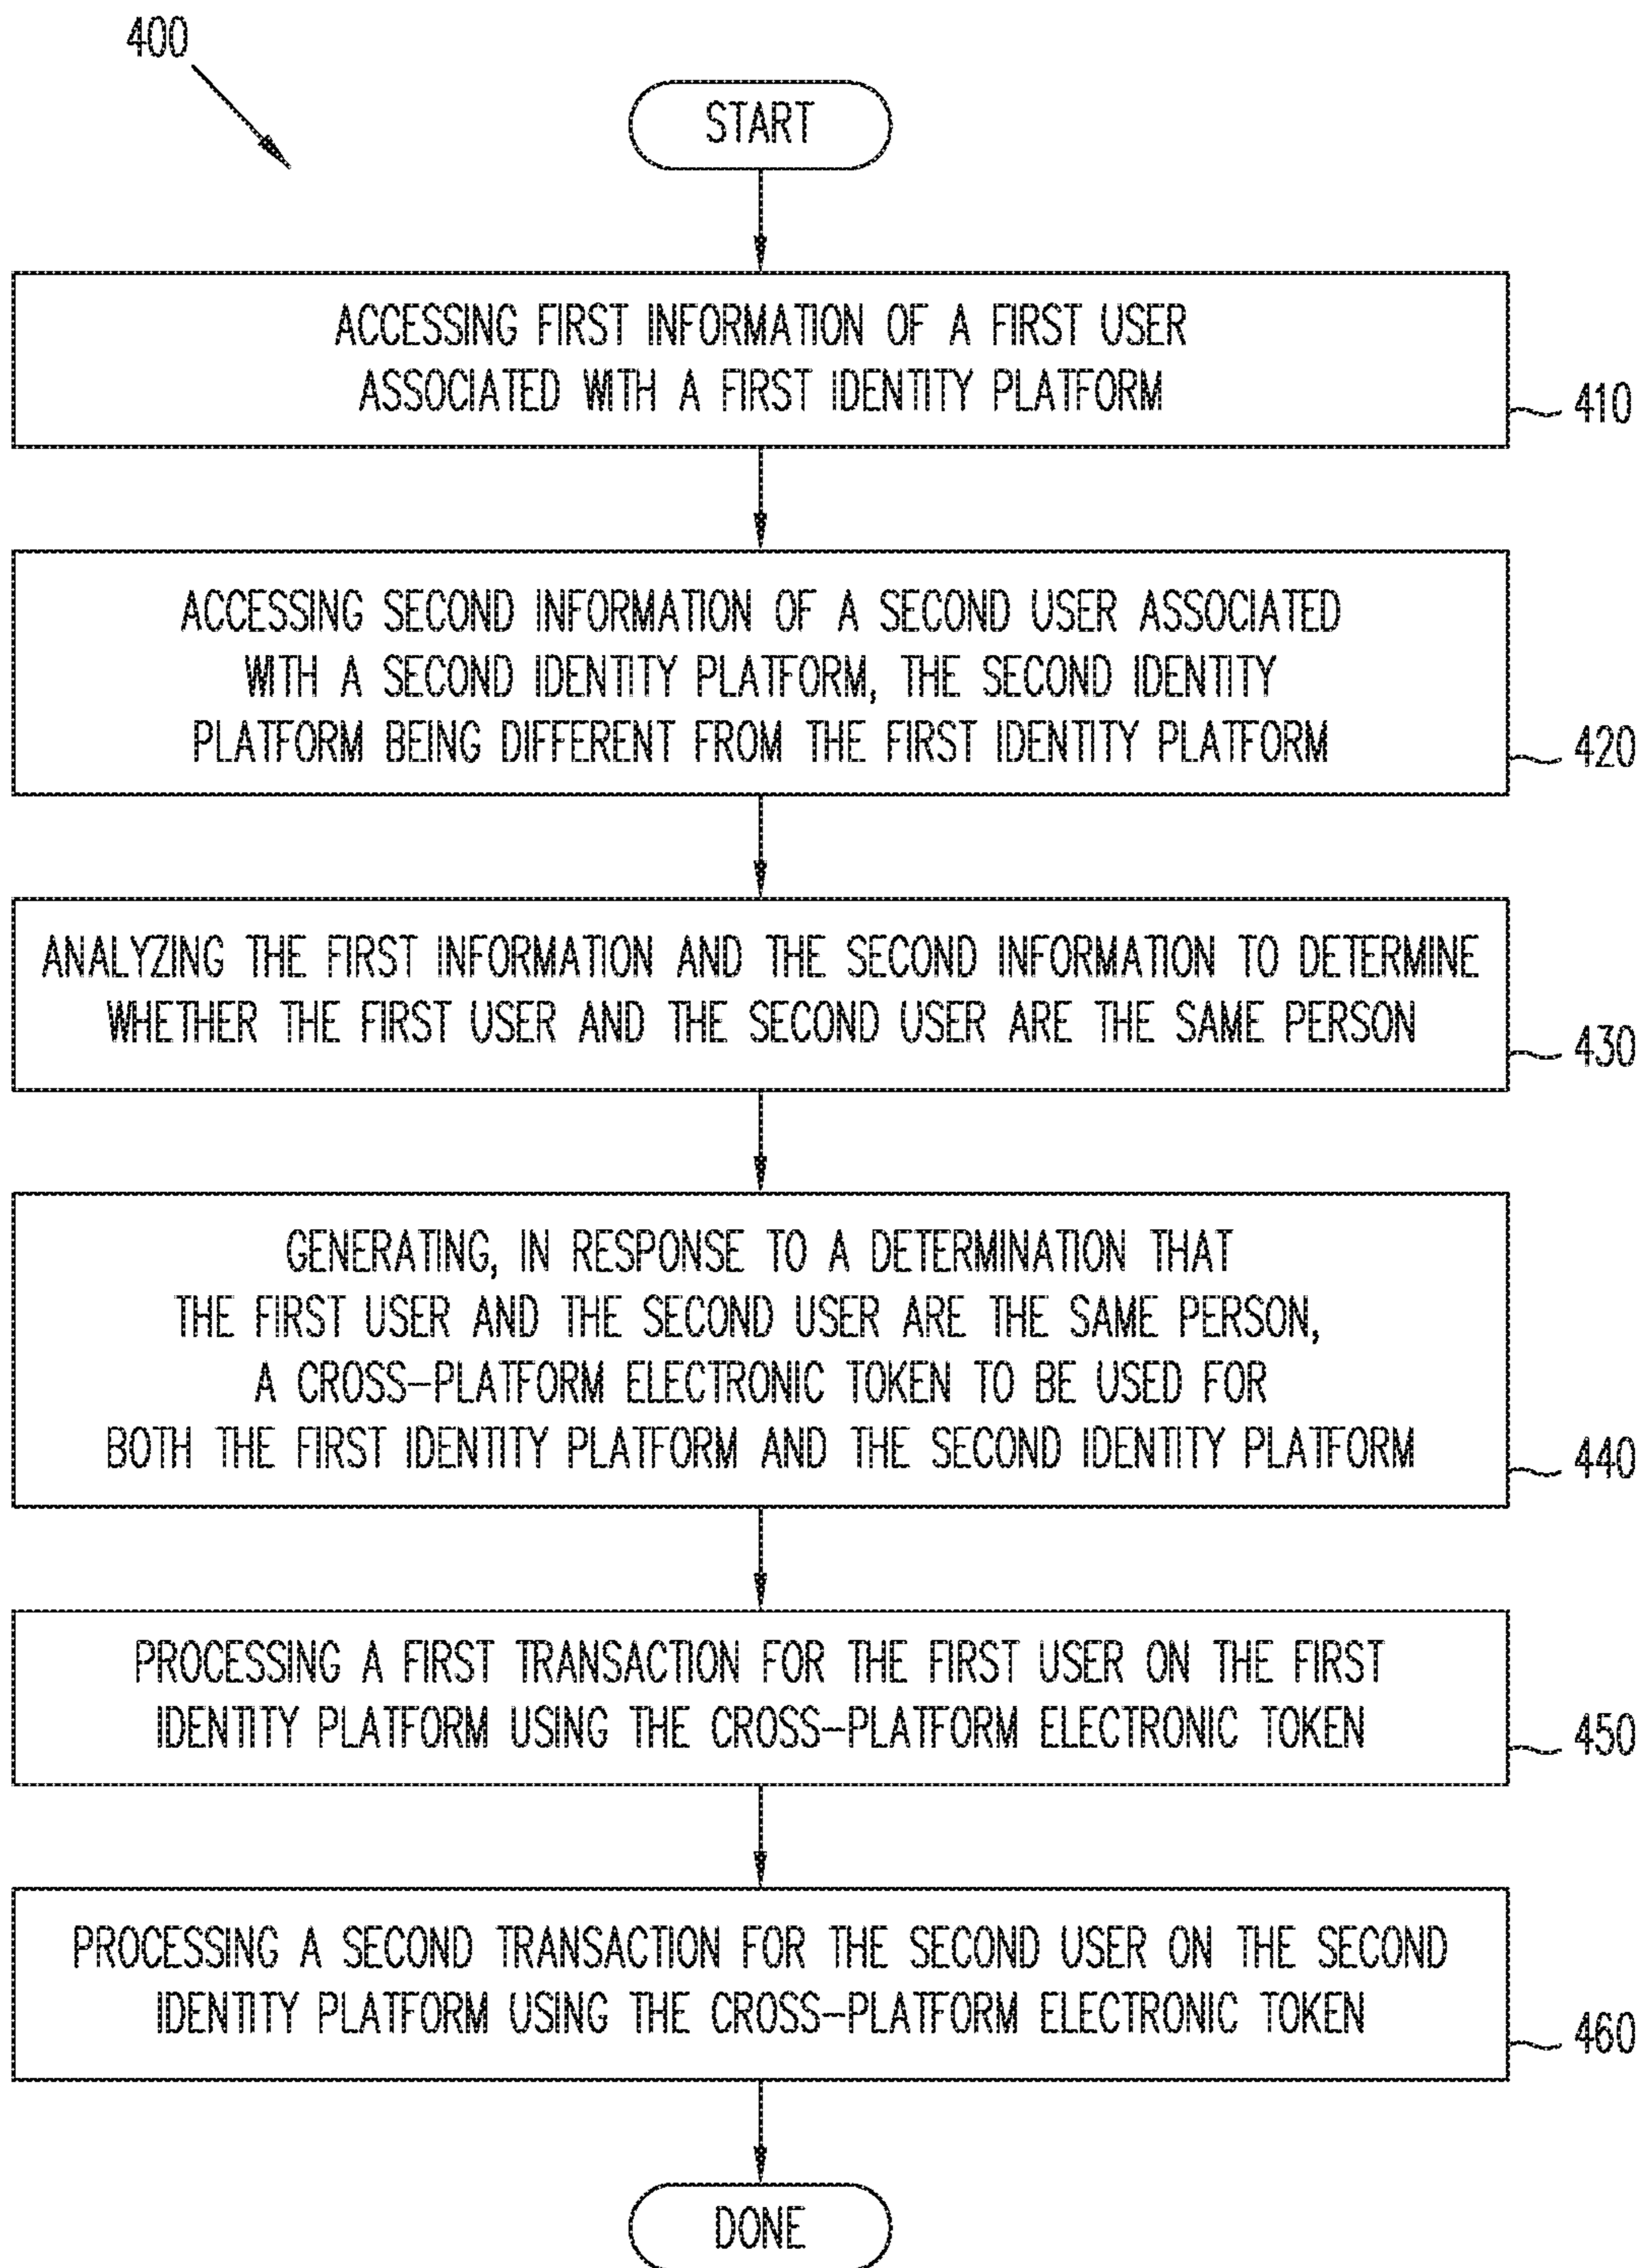 400
START
ACCESSING FIRST INFORMATION OF A FIRST USER
ASSOCIATED WITH A FIRST IDENTITY PLATFORM
410
ACCESSING SECOND INFORMATION OF A SECOND USER ASSOCIATED
WITH A SECOND IDENTITY PLATFORM, THE SECOND IDENTITY
PLATFORM BEING DIFFERENT FROM THE FIRST IDENTITY PLATFORM
420
ANALYZING THE FIRST INFORMATION AND THE SECOND INFORMATION TO DETERMINE
WHETHER THE FIRST USER AND THE SECOND USER ARE THE SAME PERSON
430
GENERATING, IN RESPONSE TO A DETERMINATION THAT
THE FIRST USER AND THE SECOND USER ARE THE SAME PERSON,
A CROSS-PLATFORM ELECTRONIC TOKEN TO BE USED FOR
BOTH THE FIRST IDENTITY PLATFORM AND THE SECOND IDENTITY PLATFORM
440
PROCESSING A FIRST TRANSACTION FOR THE FIRST USER ON THE FIRST
IDENTITY PLATFORM USING THE CROSS-PLATFORM ELECTRONIC TOKEN
450
PROCESSING A SECOND TRANSACTION FOR THE SECOND USER ON THE SECOND
IDENTITY PLATFORM USING THE CROSS-PLATFORM ELECTRONIC TOKEN
460
DONE